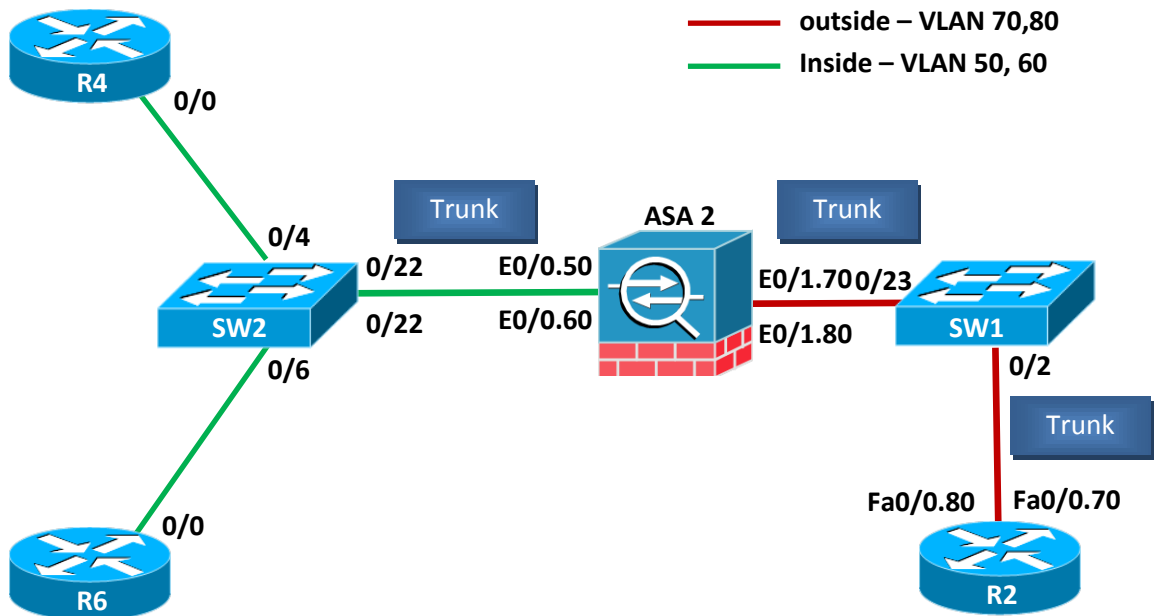 outside – VLAN 70,80
Inside – VLAN 50, 60
R4
0/0
Trunk
Trunk
ASA 2
0/4
0/22
E0/0.50
E0/1.70
0/23
SW2
0/22
E0/0.60
E0/1.80
SW1
0/6
0/2
Trunk
0/0
Fa0/0.80
Fa0/0.70
R6
R2